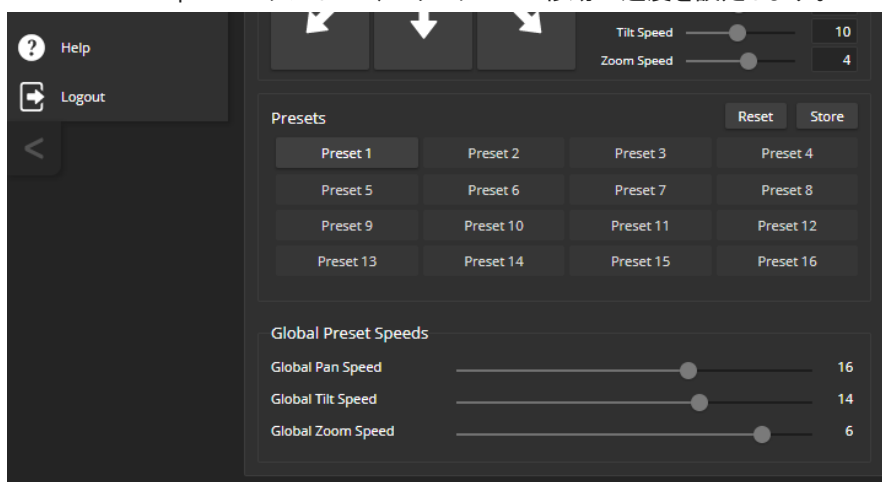 Tilt Speed 10
Help
Zoom Speed 4
Logout
Presets Reset Store
<
Preset 1 Preset 2 Preset 3 Preset 4
Preset 5 Preset 6 Preset 7 Preset 8
Preset 9 Preset 10 Preset 11 Preset 12
Preset 13 Preset 14 Preset 15 Preset 16
Global Preset Speeds
Global Pan Speed 16
Global Tilt Speed 14
Global Zoom Speed 6